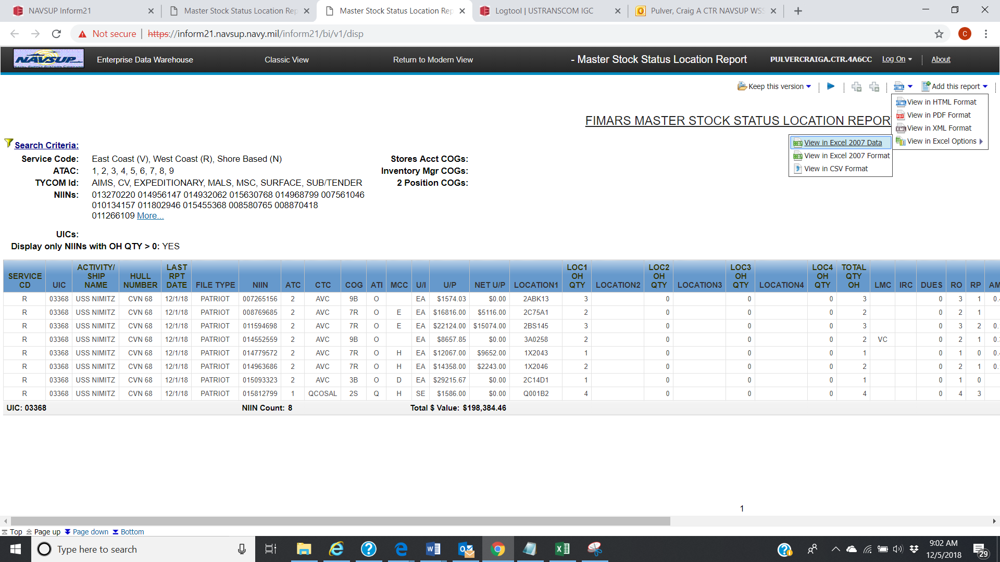 NAVSUP Inform21
Master Stock Status Location Rep
Master Stock Status Location Rep
Logtool | USTRANSCOM IGC
Pulver, Craig A CTR NAVSUP WSS
Not secure | https://inform21.navsup.navy.mil/inform21/bi/v1/disp
C
NAVSUP
Enterprise Data Warehouse
Classic View
Return to Modern View
- Master Stock Status Location Report
PULVERCRAIGA.CTR.4A6CC
Log On
About
Keep this version
Add this report
View in HTML Format
View in PDF Format
View in XML Format
View in Excel Options
View in Excel 2007 Data
View in Excel 2007 Format
View in CSV Format
FIMARS MASTER STOCK STATUS LOCATION REPOR
Search Criteria:
Service Code: East Coast (V), West Coast (R), Shore Based (N) Stores Acct COGs:
ATAC: 1, 2, 3, 4, 5, 6, 7, 8, 9 Inventory Mgr COGs:
TYCOM Id: AIMS, CV, EXPEDITIONARY, MALS, MSC, SURFACE, SUB/TENDER 2 Position COGs:
NIINs: 013270220 014956147 014932062 015630768 014968799 007561046
010134157 011802946 015455368 008580765 008870418
011266109 More...
UICs:
Display only NIINs with OH QTY > 0: YES
SERVICE CD UIC ACTIVITY/ SHIP NAME HULL NUMBER LAST RPT DATE FILE TYPE NIIN ATC CTC COG ATI MCC U/I U/P NET U/P LOCATION1 LOC1 OH QTY LOCATION2 LOC2 OH QTY LOCATION3 LOC3 OH QTY LOCATION4 LOC4 OH QTY TOTAL QTY OH LMC IRC DUES RO RP AM
R 03368 USS NIMITZ CVN 68 12/1/18 PATRIOT 007265156 2 AVC 9B O EA $1574.03 $0.00 2ABK13 3 0 0 0 3 0 3 1 0.
R 03368 USS NIMITZ CVN 68 12/1/18 PATRIOT 008769685 2 AVC 7R O E EA $16816.00 $5116.00 2C75A1 2 0 0 0 2 0 2 1
R 03368 USS NIMITZ CVN 68 12/1/18 PATRIOT 011594698 2 AVC 7R O E EA $22124.00 $15074.00 2BS145 3 0 0 0 3 0 3 2 0.
R 03368 USS NIMITZ CVN 68 12/1/18 PATRIOT 014552559 2 AVC 9B O EA $8657.85 $0.00 3A0258 2 0 0 0 2 VC 0 2 1 0.
R 03368 USS NIMITZ CVN 68 12/1/18 PATRIOT 014779572 2 AVC 7R O H EA $12067.00 $9652.00 1X2043 1 0 0 0 1 0 1 0 0.
R 03368 USS NIMITZ CVN 68 12/1/18 PATRIOT 014963686 2 AVC 7R O H EA $14358.00 $2243.00 1X2046 2 0 0 0 2 0 2 1 0.
R 03368 USS NIMITZ CVN 68 12/1/18 PATRIOT 015093323 2 AVC 3B O D EA $29215.67 $0.00 2C14D1 1 0 0 0 1 0 1 0
R 03368 USS NIMITZ CVN 68 12/1/18 PATRIOT 015812799 1 QCOSAL 2S Q H SE $1586.00 $0.00 Q001B2 4 0 0 0 4 0 4 3
UIC: 03368 NIIN Count: 8 Total $ Value: $198,384.46
1
Top Page up Page down Bottom
Type here to search
9:02 AM
12/5/2018
29